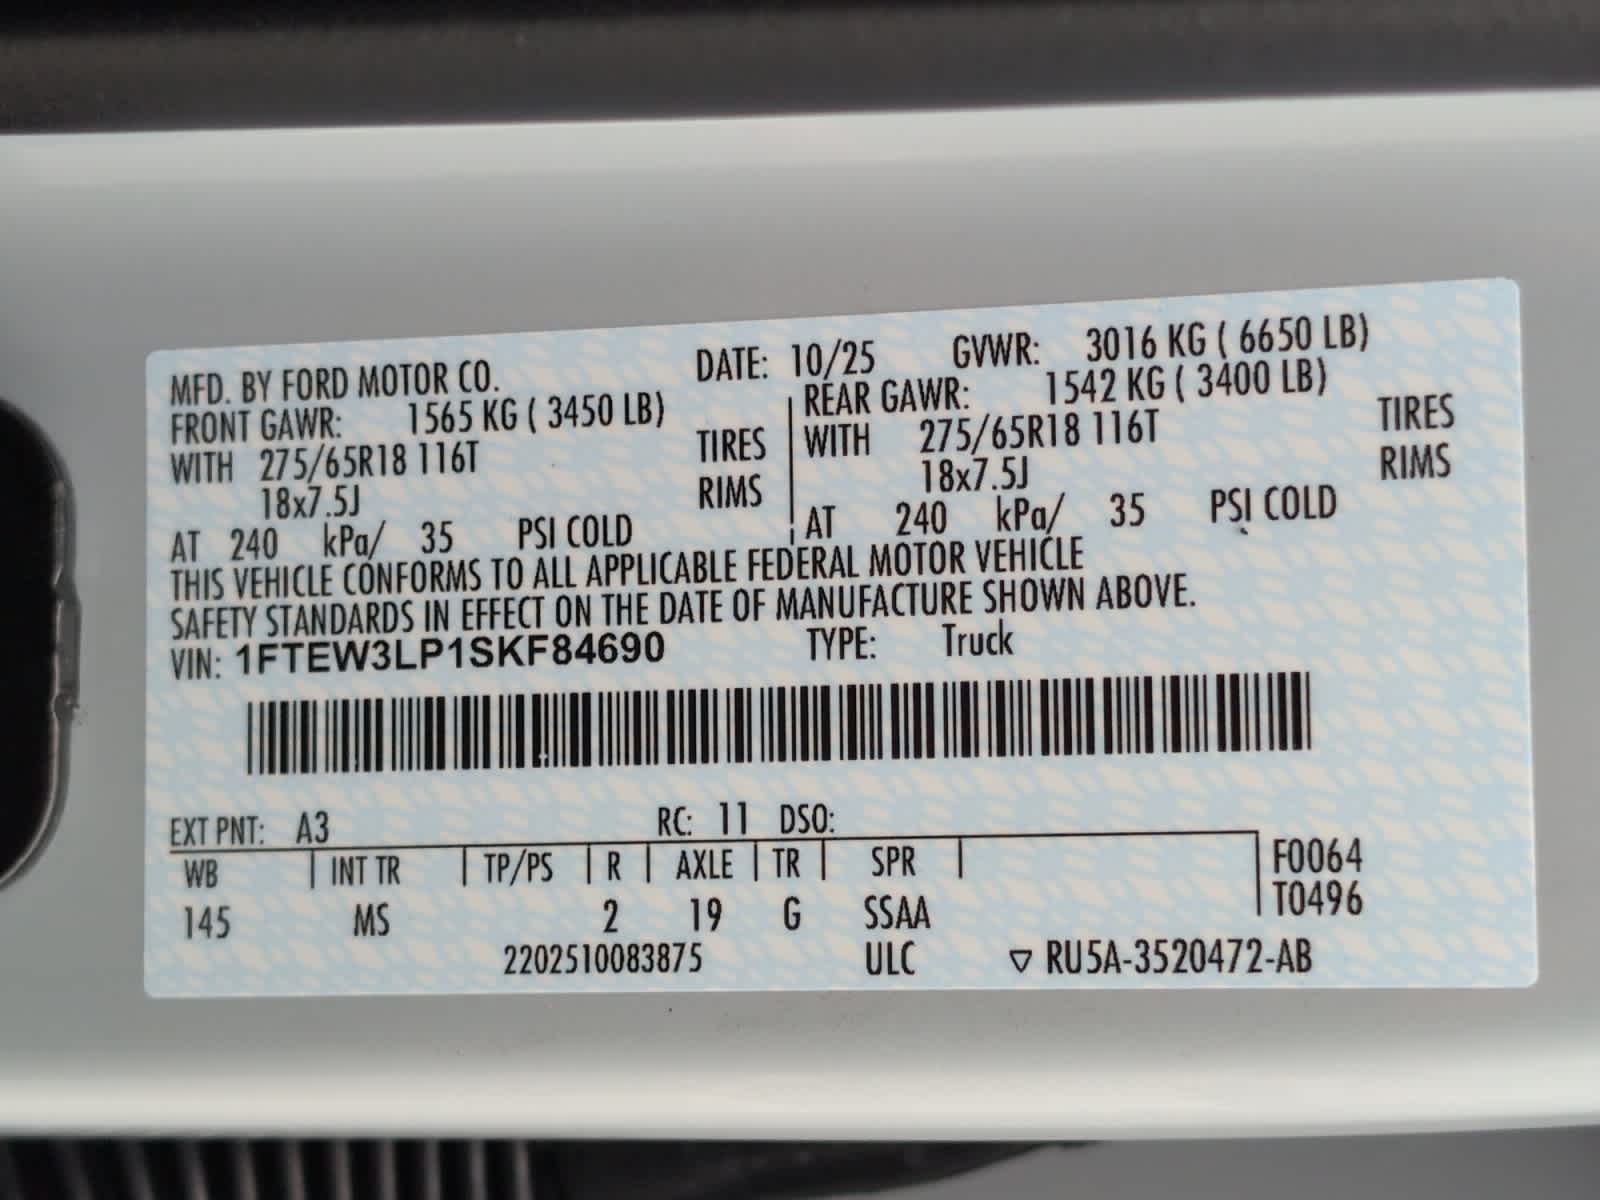 MFD. BY FORD MOTOR CO. DATE: 10/25 GVWR: 3016 KG ( 6650 LB)
FRONT GAWR: 1565 KG ( 3450 LB) REAR GAWR: 1542 KG ( 3400 LB)
WITH 275/65R18 116T TIRES WITH 275/65R18 116T TIRES
18x7.5J RIMS 18x7.5J RIMS
AT 240 kPa/ 35 PSI COLD AT 240 kPa/ 35 PSI COLD
THIS VEHICLE CONFORMS TO ALL APPLICABLE FEDERAL MOTOR VEHICLE
SAFETY STANDARDS IN EFFECT ON THE DATE OF MANUFACTURE SHOWN ABOVE.
VIN: 1FTEW3LP1SKF84690 TYPE: Truck
EXT PNT: A3 RC: 11 DSO:
WB INT TR TP/PS R AXLE TR SPR F0064
145 MS 2 19 G SSAA T0496
2202510083875 ULC ▽ RU5A-3520472-AB